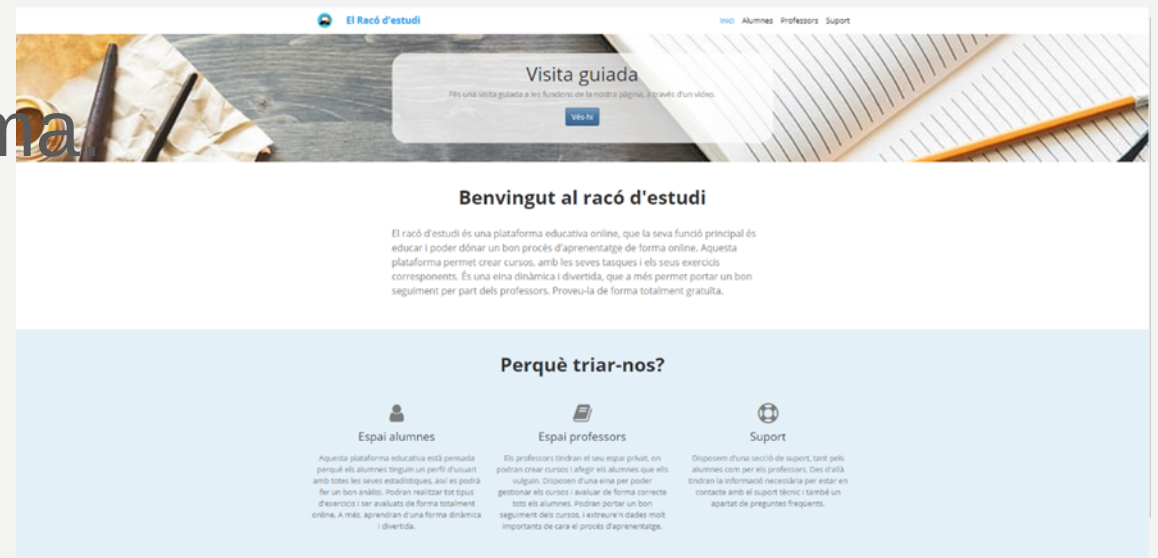 El Racó d'estudi
Inici Alumnes Professors Suport
Visita guiada
Fés una visita guiada a les funcions de la nostra pàgina, a través d'un vídeo.
Vés-hi
ma.
Benvingut al racó d'estudi
El racó d'estudi és una plataforma educativa online, que la seva funció principal és
educar i poder dónar un bon procés d'aprenentatge de forma online. Aquesta
plataforma permet crear cursos, amb les seves tasques i els seus exercicis
corresponents. És una eina dinàmica i divertida, que a més permet portar un bon
seguiment per part dels professors. Proveu-la de forma totalment gratuïta.
Perquè triar-nos?
Espai alumnes
Aquesta plataforma educativa està pensada
perquè els alumnes tinguin un perfil d'usuari
amb totes les seves estadístiques, així es podrà
fer un bon anàlisi. Podran realitzar tot tipus
d'exercicis i ser avaluats de forma totalment
online. A més, aprendran d'una forma dinàmica
i divertida.
Espai professors
Els professors tindran el seu espai privat, on
podran crear cursos i afegir els alumnes que ells
vulguin. Disposen d'una eina per poder
gestionar els cursos i avaluar de forma correcte
tots els alumnes. Podran portar un bon
seguiment dels cursos, i extreure'n dades molt
importants de cara el procés d'aprenentatge.
Suport
Disposem d'una secció de suport, tant pels
alumnes com per els professors. Des d'allà
tindran la informació necessària per estar en
contacte amb el suport tècnic i també un
apartat de preguntes freqüents.